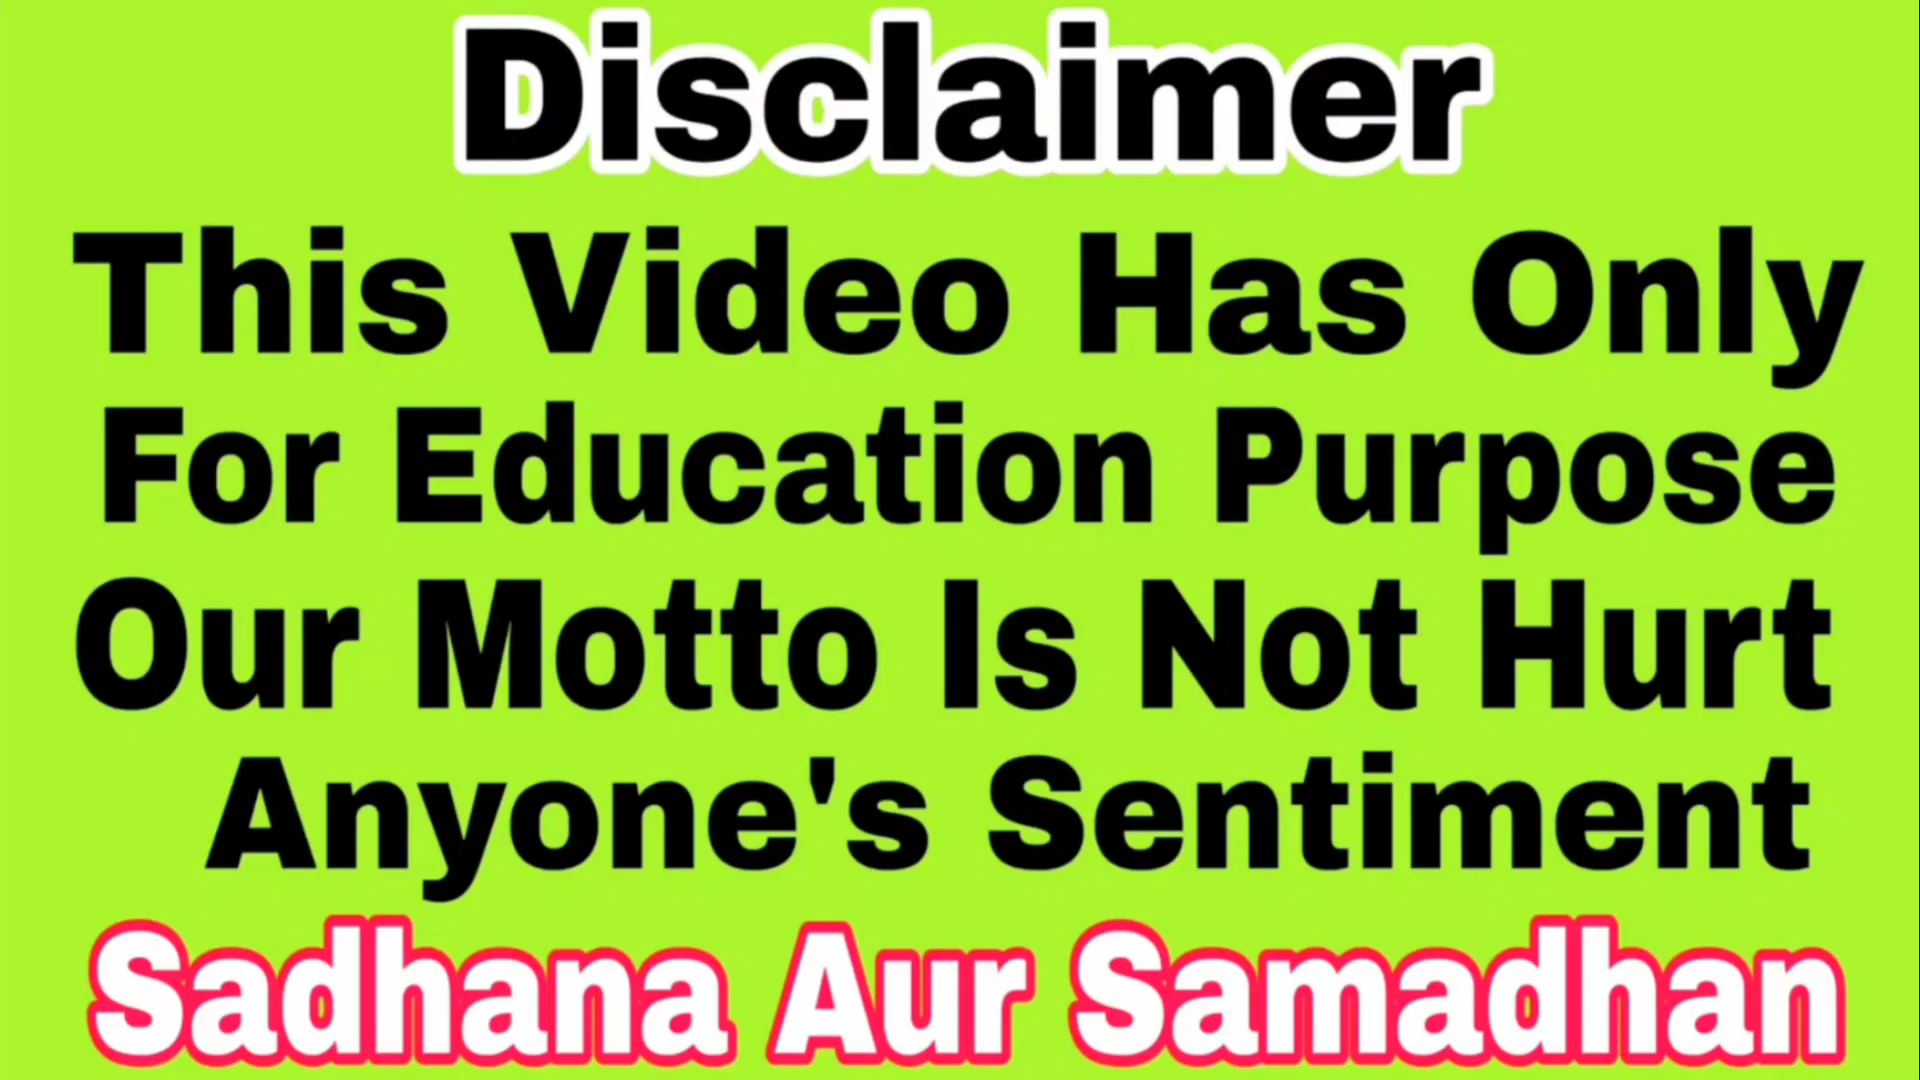 Disclaimer
This Video Has Only
For Education Purpose
Our Motto Is Not Hurt
Anyone's Sentiment
Sadhana Aur Samadhan